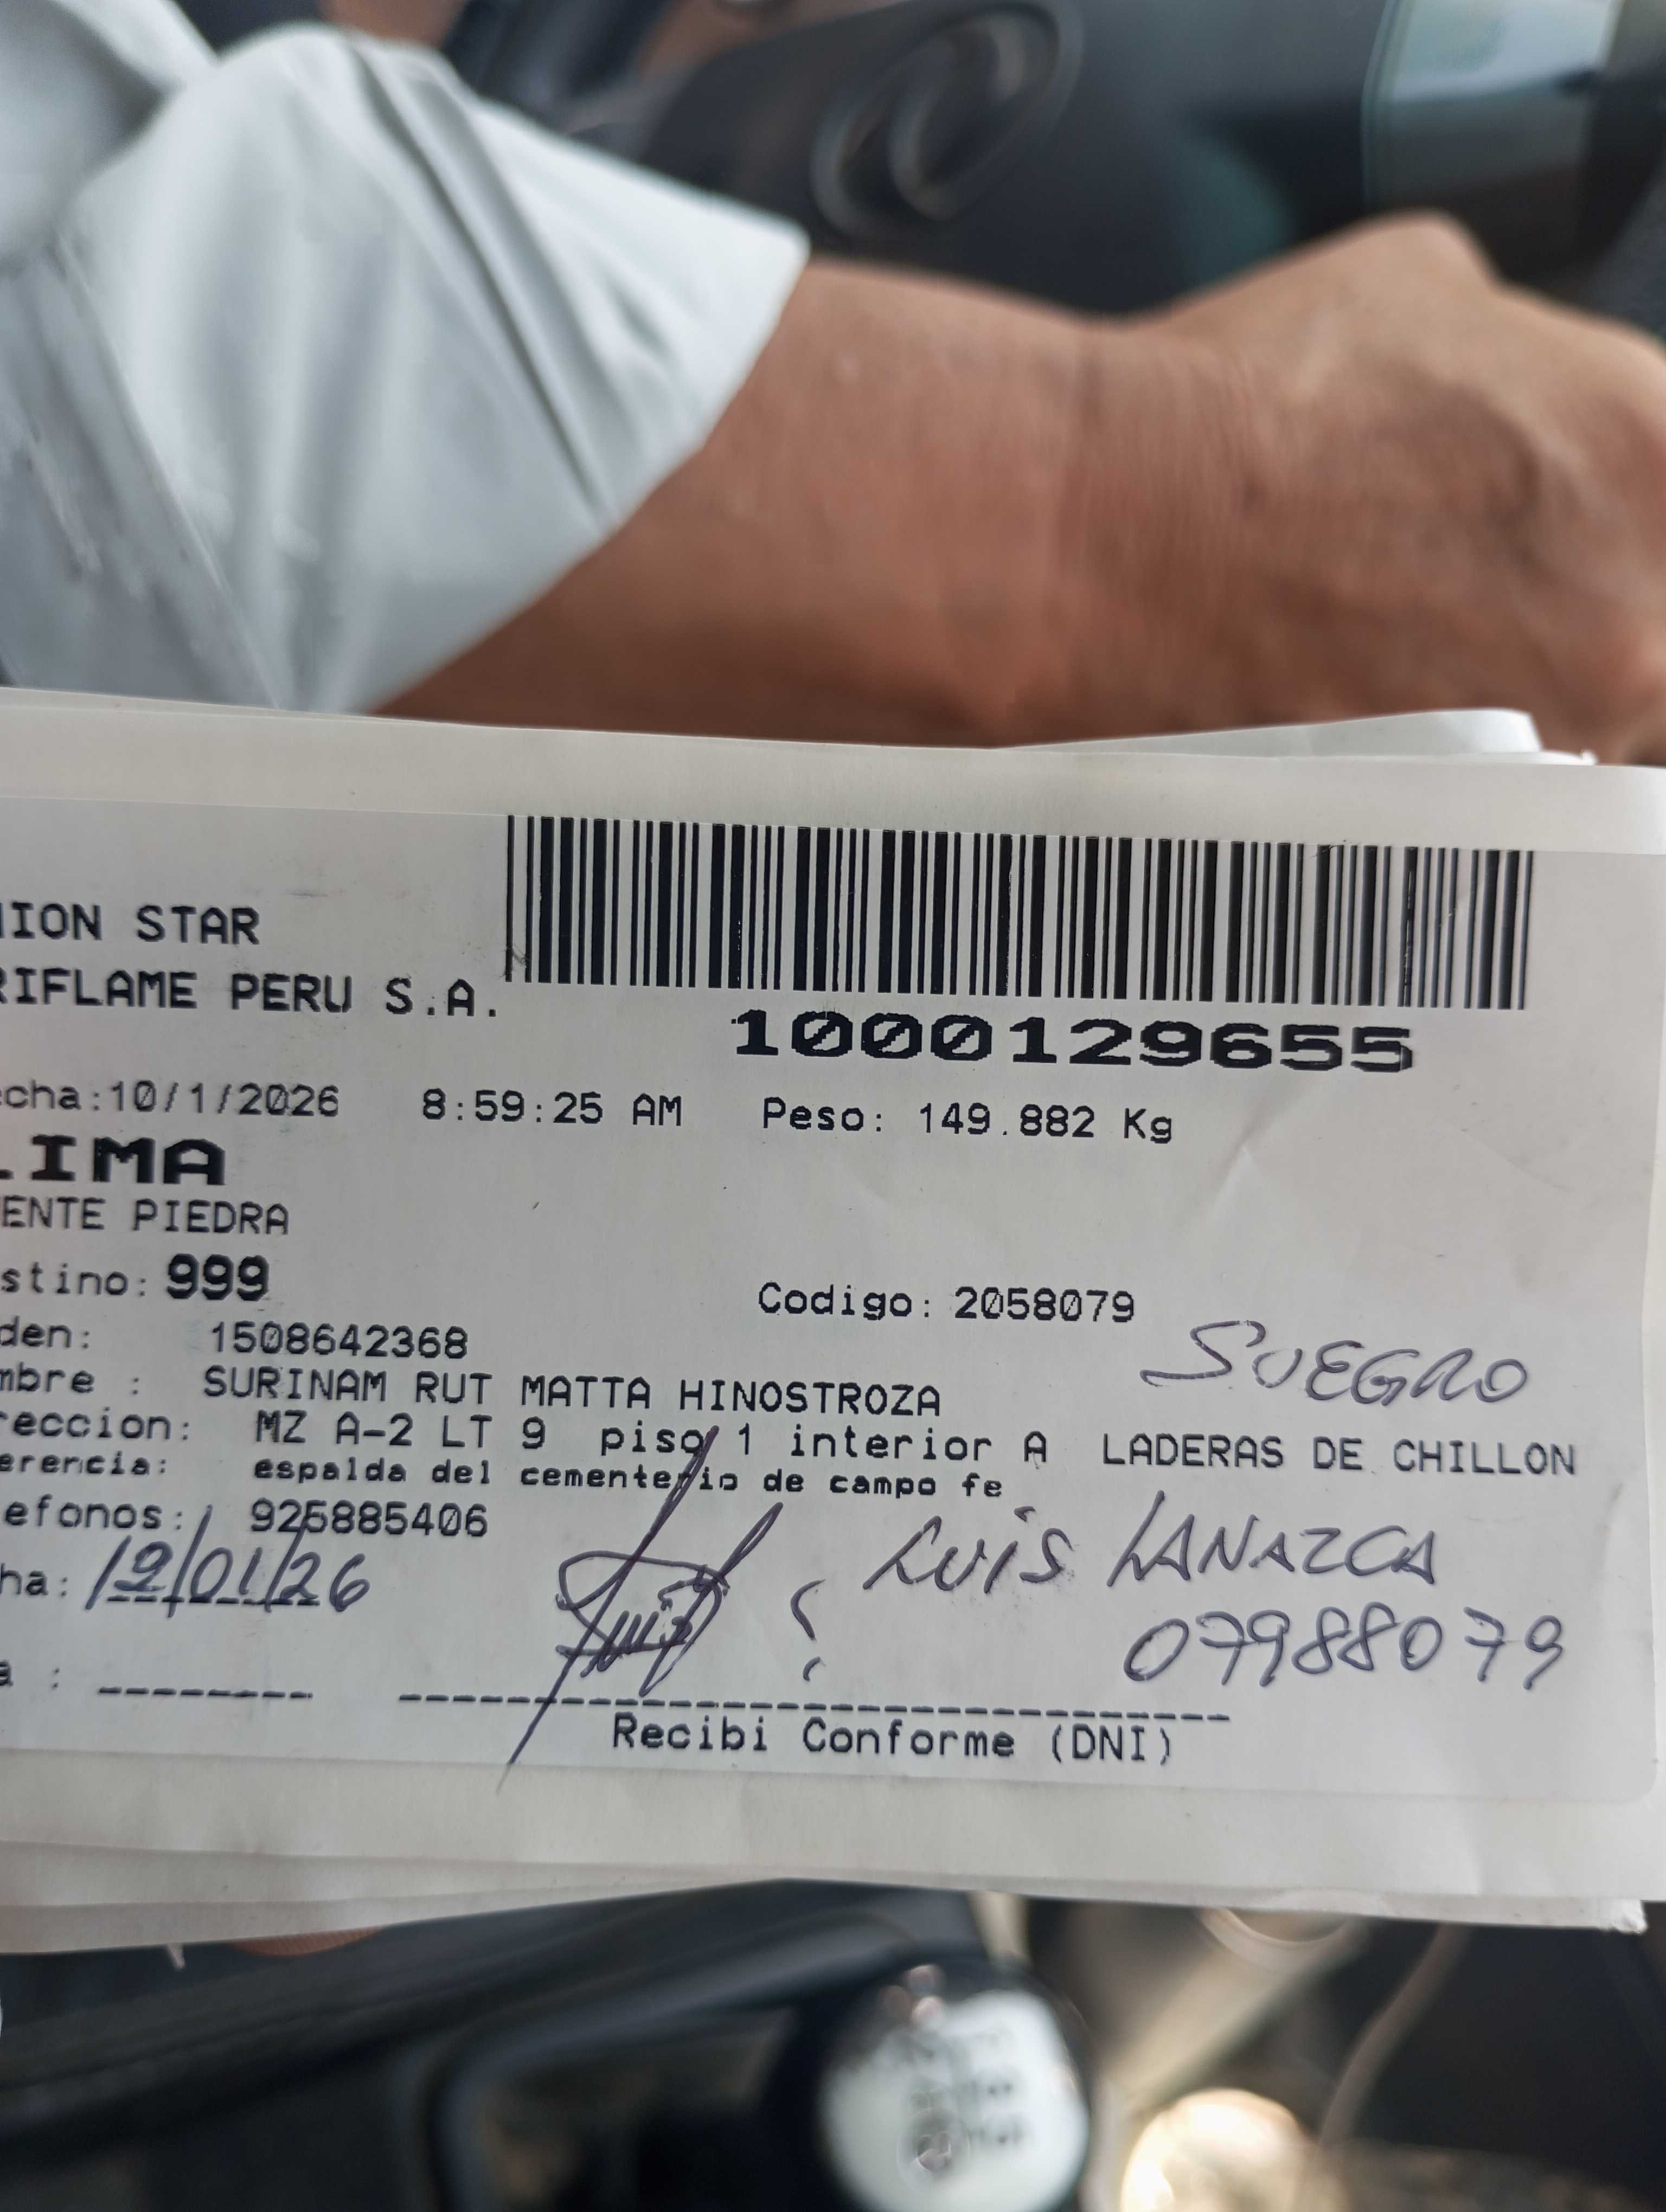 NION STAR
RIFLAME PERU S.A.
1000129655
echa:10/1/2026 8:59:25 AM Peso: 149.882 Kg
LIMA
ENTE PIEDRA
stino: 999 Codigo: 2058079
den: 1508642368 SUEGRO
mbre : SURINAM RUT MATTA HINOSTROZA
reccion: MZ A-2 LT 9 piso 1 interior A LADERAS DE CHILLON
erencia: espalda del cementerio de campo fe
efonos: 925885406 LUIS LANAZCA
ha: 12/01/26
07988079
a :
Recibi Conforme (DNI)